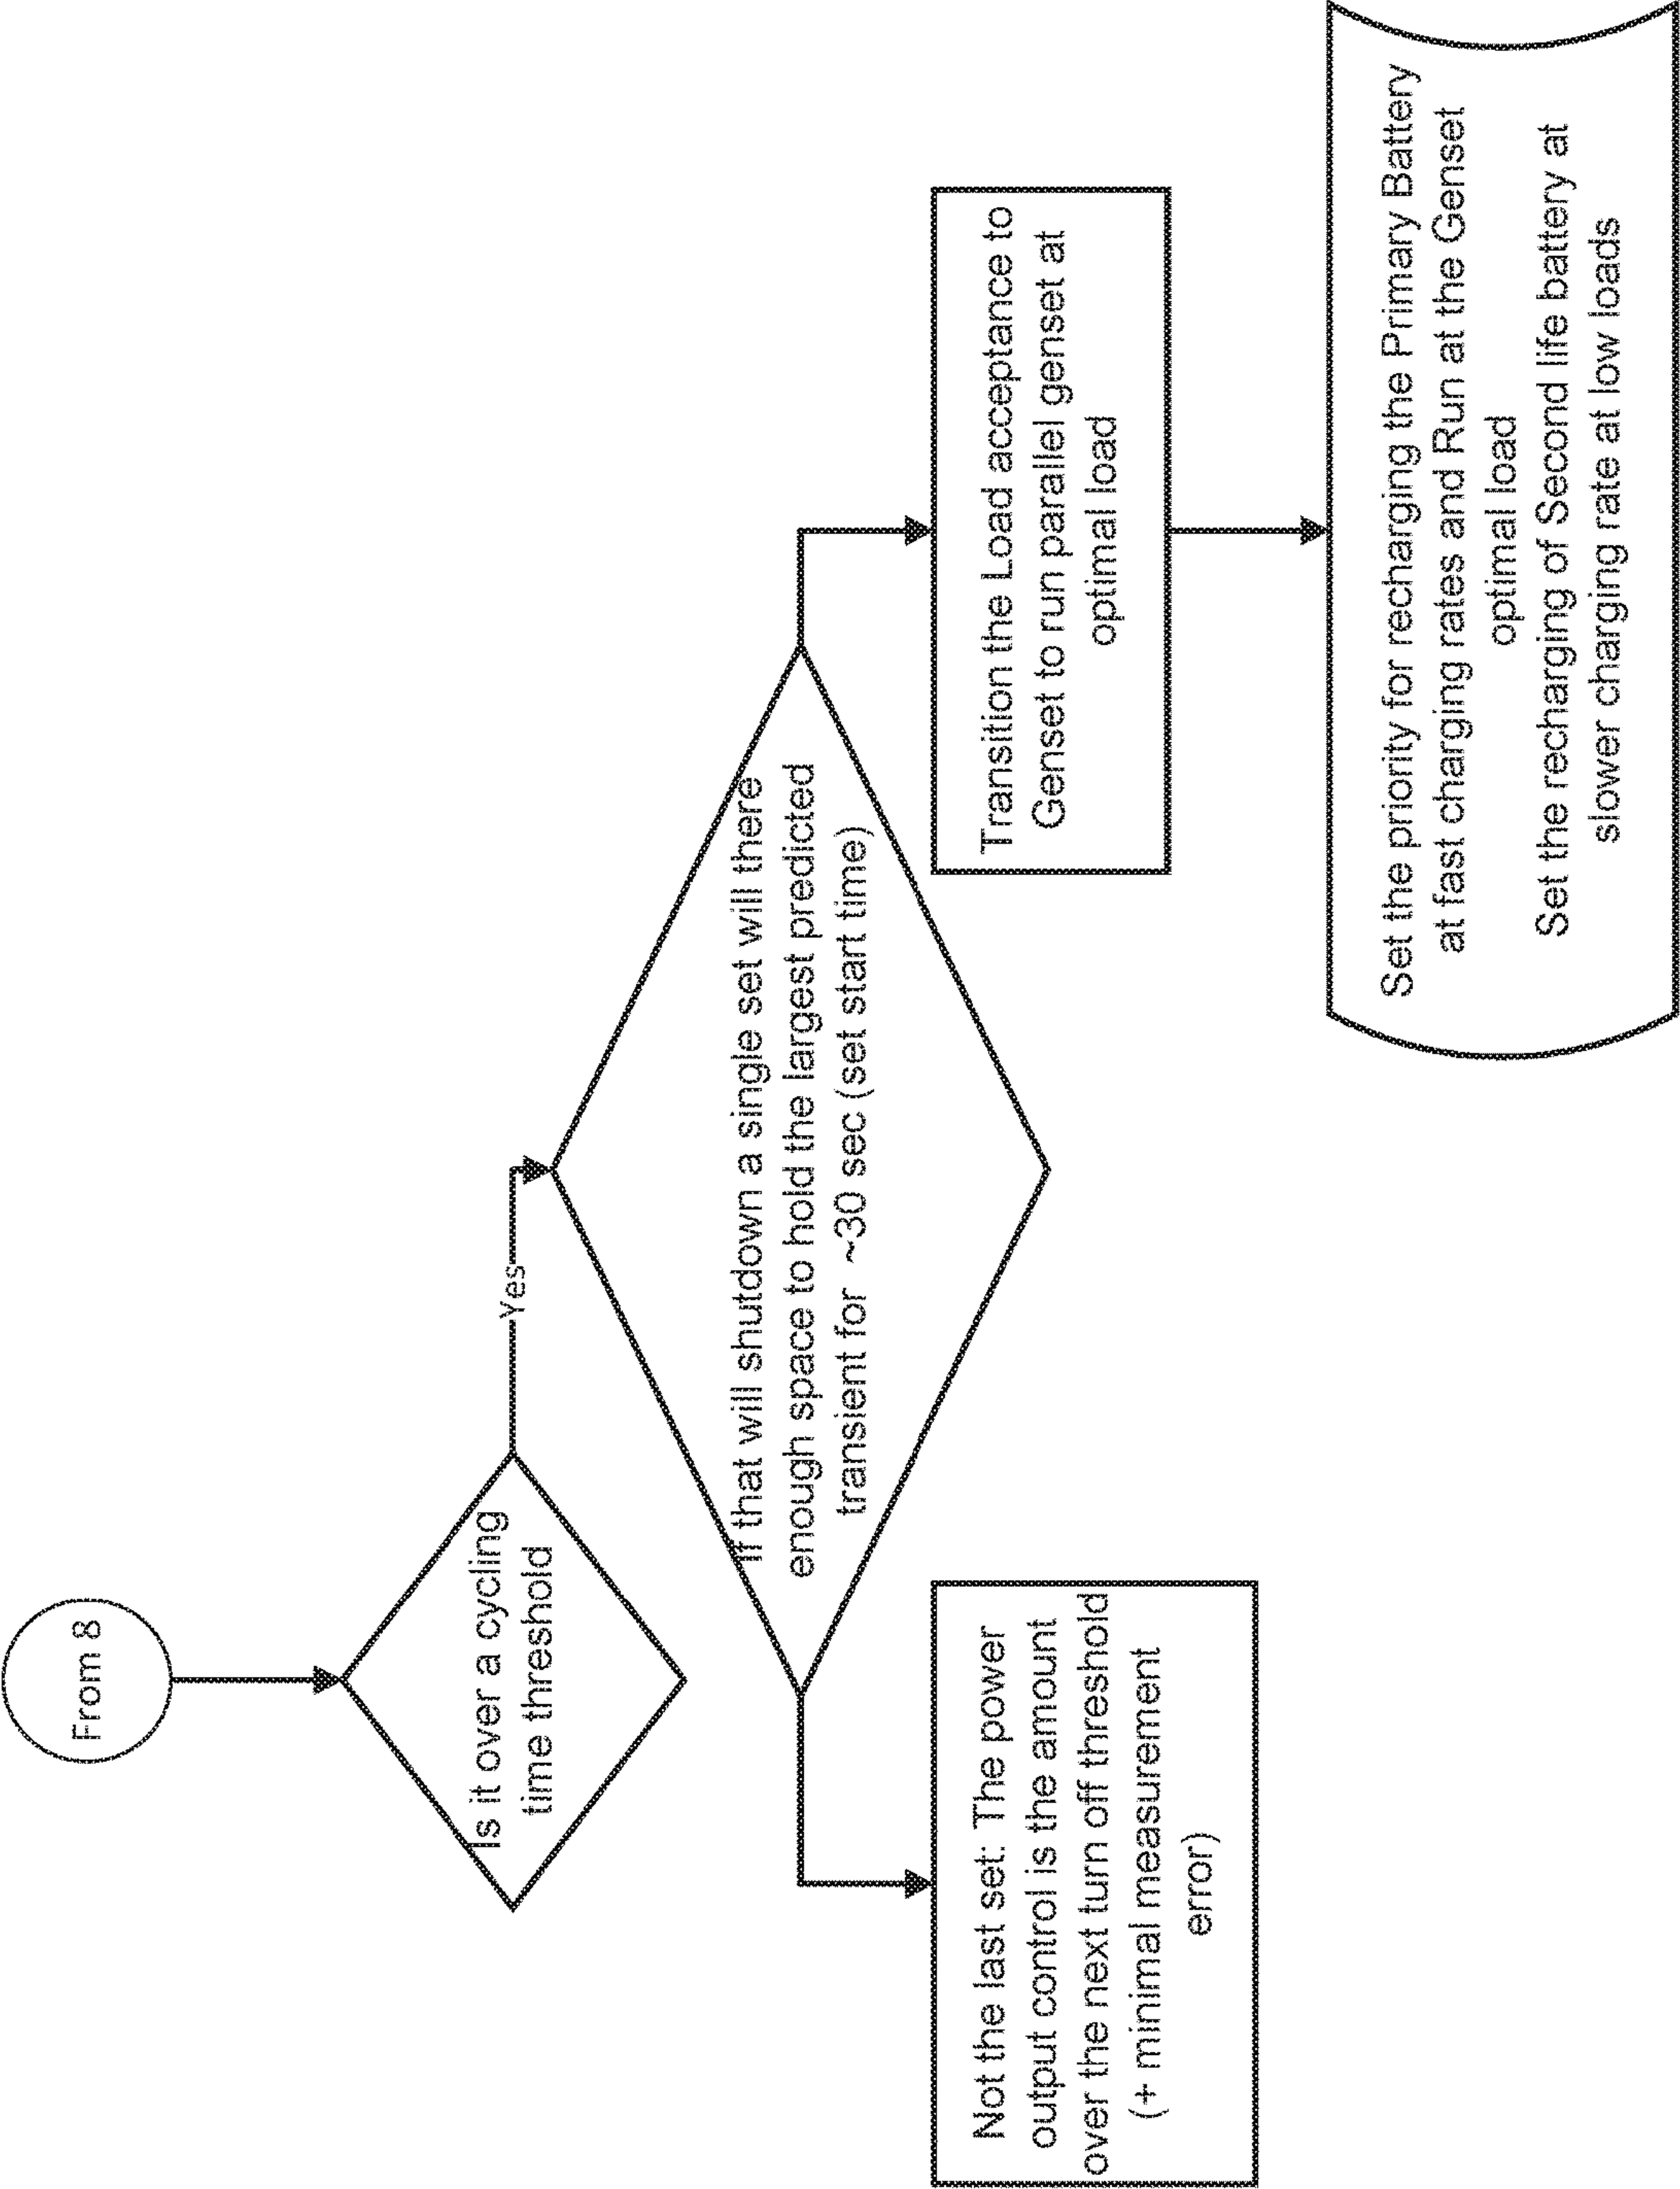 From 8
Is it over a cycling
time threshold
Yes
If that will shutdown a single set will there
enough space to hold the largest predicted
transient for ~30 sec (set start time)
Not the last set: The power
output control is the amount
over the next turn off threshold
(+ minimal measurement
error)
Transition the Load acceptance to
Genset to run parallel genset at
optimal load
Set the priority for recharging the Primary Battery
at fast charging rates and Run at the Genset
optimal load
Set the recharging of Second life battery at
slower charging rate at low loads